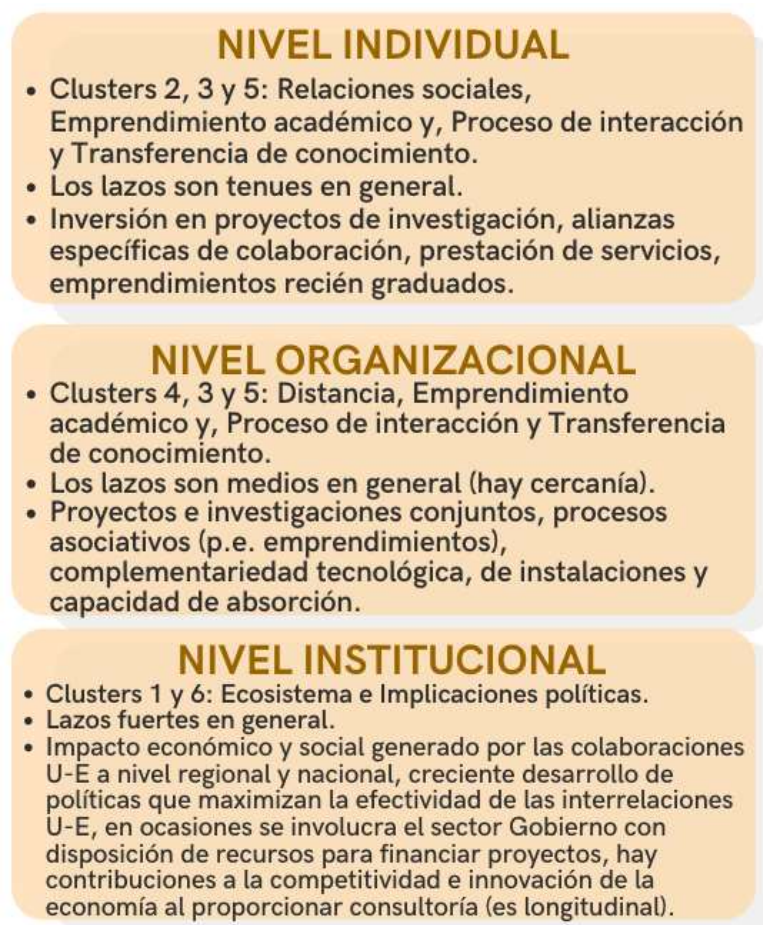 NIVEL INDIVIDUAL
• Clusters 2, 3 y 5: Relaciones sociales,
Emprendimiento académico y, Proceso de interacción
y Transferencia de conocimiento.
• Los lazos son tenues en general.
• Inversión en proyectos de investigación, alianzas
específicas de colaboración, prestación de servicios,
emprendimientos recién graduados.
NIVEL ORGANIZACIONAL
• Clusters 4, 3 y 5: Distancia, Emprendimiento
académico y, Proceso de interacción y Transferencia
de conocimiento.
• Los lazos son medios en general (hay cercanía).
• Proyectos e investigaciones conjuntos, procesos
asociativos (p.e. emprendimientos),
complementariedad tecnológica, de instalaciones y
capacidad de absorción.
NIVEL INSTITUCIONAL
• Clusters 1 y 6: Ecosistema e Implicaciones políticas.
• Lazos fuertes en general.
• Impacto económico y social generado por las colaboraciones
U-E a nivel regional y nacional, creciente desarrollo de
políticas que maximizan la efectividad de las interrelaciones
U-E, en ocasiones se involucra el sector Gobierno con
disposición de recursos para financiar proyectos, hay
contribuciones a la competitividad e innovación de la
economía al proporcionar consultoría (es longitudinal).